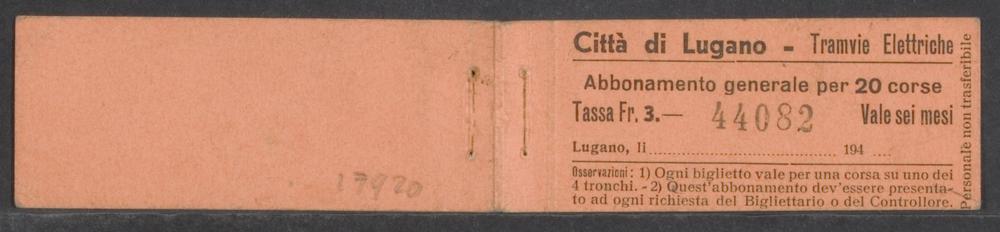 17920
Città di Lugano - Tramvie Elettriche
Abbonamento generale per 20 corse
Tassa Fr. 3.— 44082 Vale sei mesi
Lugano, li.................................................. 194 ....
Osservazioni: 1) Ogni biglietto vale per una corsa su uno dei
4 tronchi. - 2) Quest'abbonamento dev'essere presenta-
to ad ogni richiesta del Bigliettario o del Controllore.
Personale non trasferibile